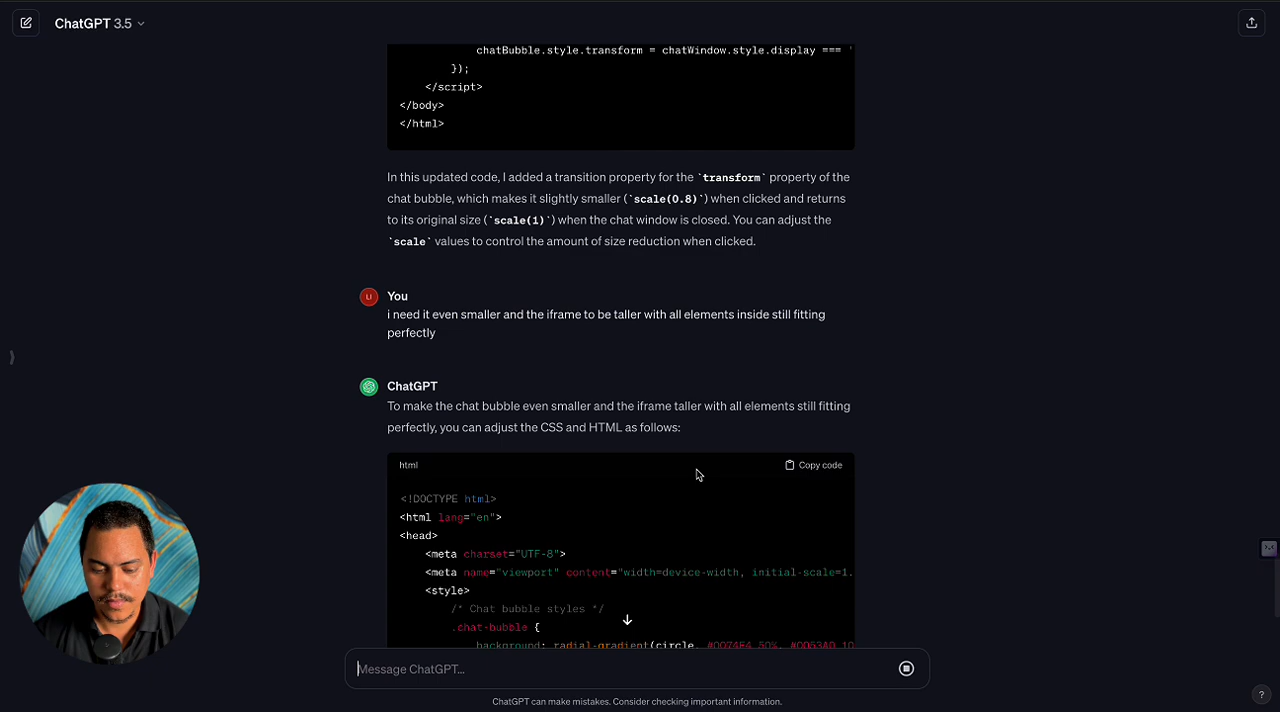 ChatGPT 3.5
chatBubble.style.transform = chatWindow.style.display === '
});
</script>
</body>
</html>
In this updated code, I added a transition property for the `transform` property of the
chat bubble, which makes it slightly smaller (`scale(0.8)`) when clicked and returns
to its original size (`scale(1)`) when the chat window is closed. You can adjust the
`scale` values to control the amount of size reduction when clicked.
LI
You
i need it even smaller and the iframe to be taller with all elements inside still fitting
perfectly
ChatGPT
To make the chat bubble even smaller and the iframe taller with all elements still fitting
perfectly, you can adjust the CSS and HTML as follows:
html Copy code
<!DOCTYPE html>
<html lang="en">
<head>
<meta charset="UTF-8">
<meta name="viewport" content="width=device-width, initial-scale=1.
<style>
/* Chat bubble styles */
.chat-bubble {
background: radial-gradient(circle,
Message ChatGPT...
ChatGPT can make mistakes. Consider checking important information.
?